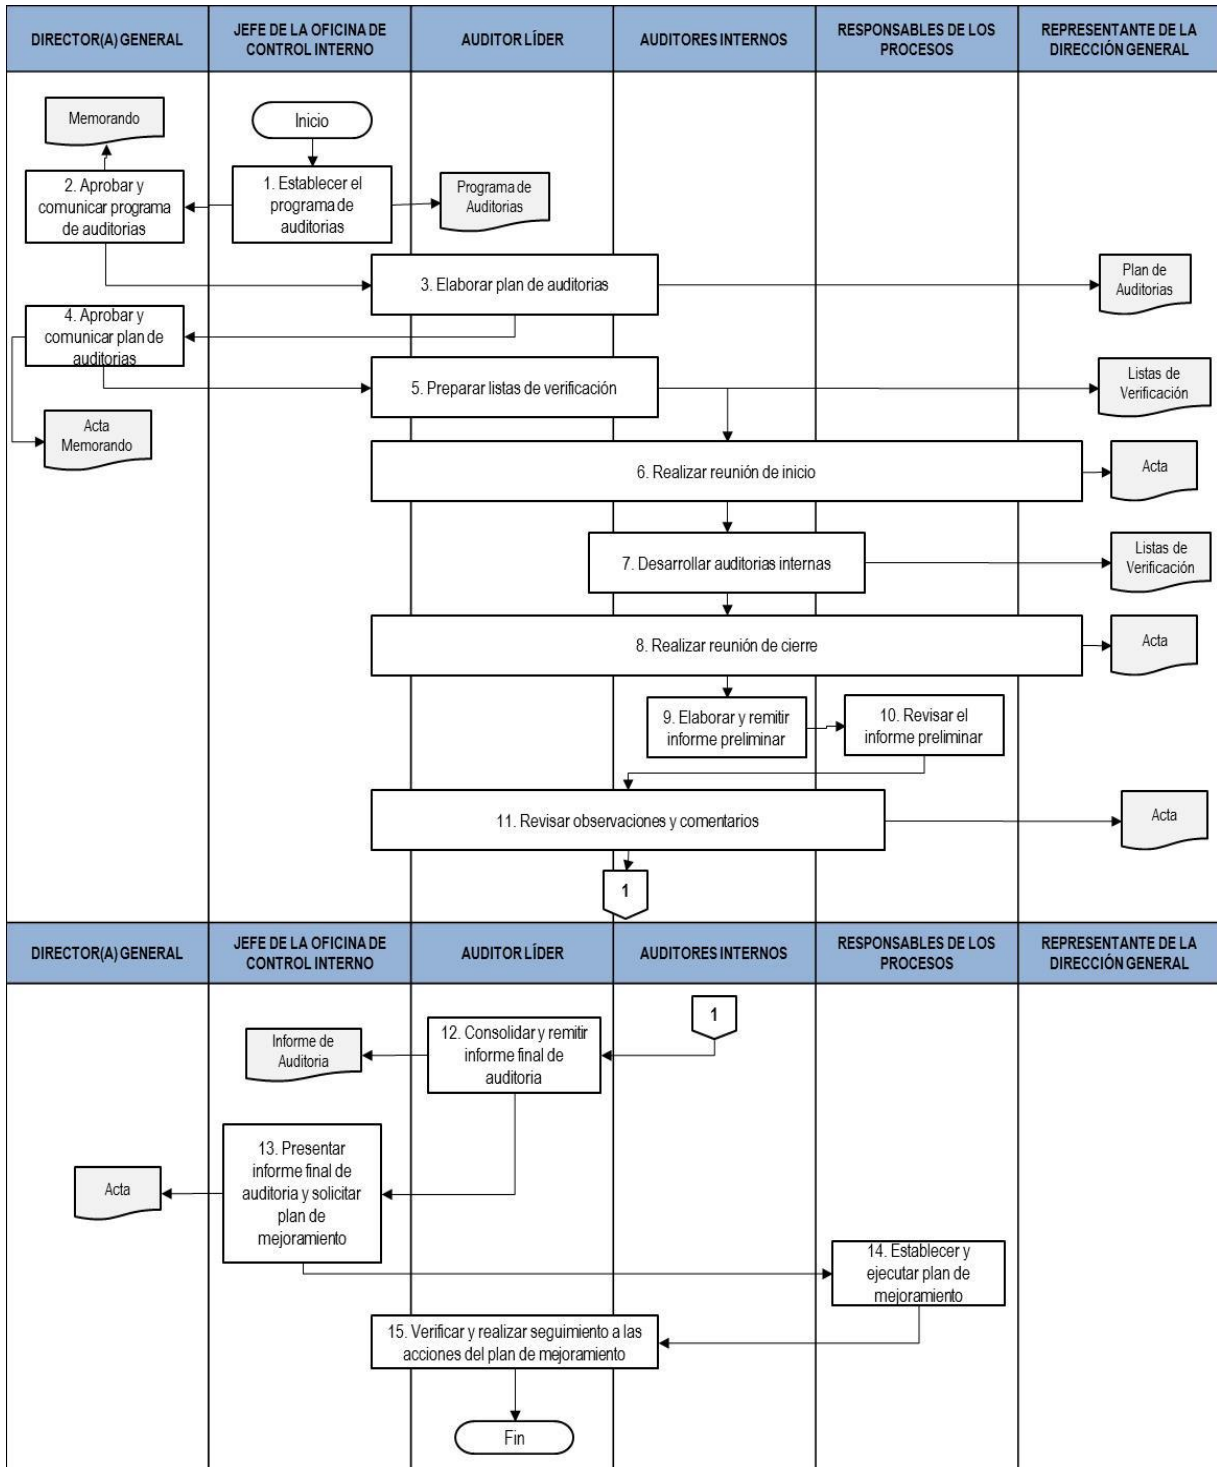 DIRECTOR(A) GENERAL
JEFE DE LA OFICINA DE
CONTROL INTERNO
AUDITOR LÍDER
AUDITORES INTERNOS
RESPONSABLES DE LOS
PROCESOS
REPRESENTANTE DE LA
DIRECCIÓN GENERAL
Memorando
Inicio
2. Aprobar y
comunicar programa
de auditorias
1. Establecer el
programa de
auditorias
Programa de
Auditorias
3. Elaborar plan de auditorias
Plan de
Auditorias
4. Aprobar y
comunicar plan de
auditorias
5. Preparar listas de verificación
Listas de
Verificación
Acta
Memorando
6. Realizar reunión de inicio
Acta
7. Desarrollar auditorias internas
Listas de
Verificación
8. Realizar reunión de cierre
Acta
9. Elaborar y remitir
informe preliminar
10. Revisar el
informe preliminar
11. Revisar observaciones y comentarios
Acta
1
DIRECTOR(A) GENERAL
JEFE DE LA OFICINA DE
CONTROL INTERNO
AUDITOR LÍDER
AUDITORES INTERNOS
RESPONSABLES DE LOS
PROCESOS
REPRESENTANTE DE LA
DIRECCIÓN GENERAL
1
Informe de
Auditoria
12. Consolidar y remitir
informe final de
auditoria
13. Presentar
informe final de
auditoria y solicitar
plan de
mejoramiento
Acta
14. Establecer y
ejecutar plan de
mejoramiento
15. Verificar y realizar seguimiento a las
acciones del plan de mejoramiento
Fin